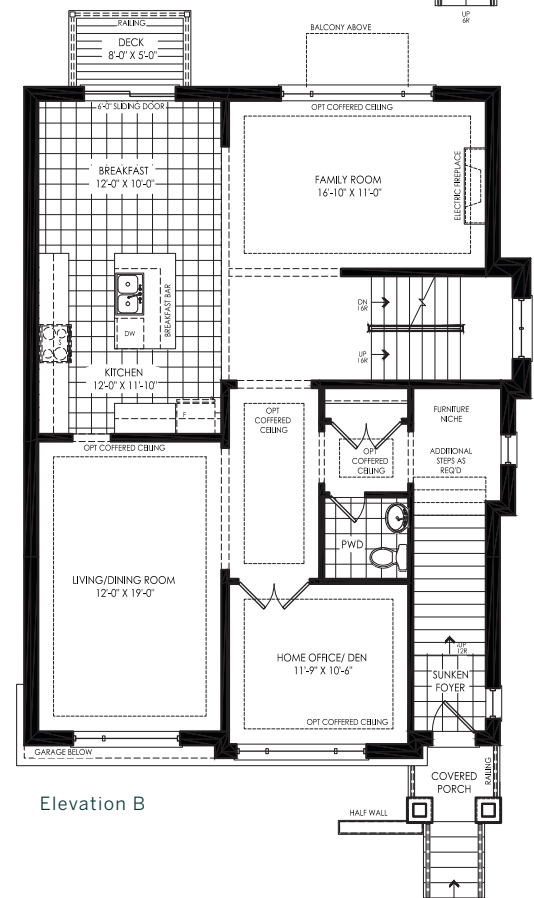 UP
6R
RAILING
DECK
8'-0" X 5'-0"
BALCONY ABOVE
6'-0" SLIDING DOOR
OPT COFFERED CEILING
BREAKFAST
12'-0" X 10'-0"
FAMILY ROOM
16'-10" X 11'-0"
ELECTRIC FIREPLACE
BREAKFAST BAR
DW
S
DN
16R
UP
16R
KITCHEN
12'-0" X 11'-10"
F
OPT COFFERED CEILING
OPT
COFFERED
CEILING
OPT
COFFERED
CEILING
FURNITURE
NICHE
ADDITIONAL
STEPS AS
REQ'D
PWD
LIVING/DINING ROOM
12'-0" X 19'-0"
HOME OFFICE/ DEN
11'-9" X 10'-6"
OPT COFFERED CEILING
UP
12R
SUNKEN
FOYER
GARAGE BELOW
COVERED
PORCH
RAILING
Elevation B
HALF WALL